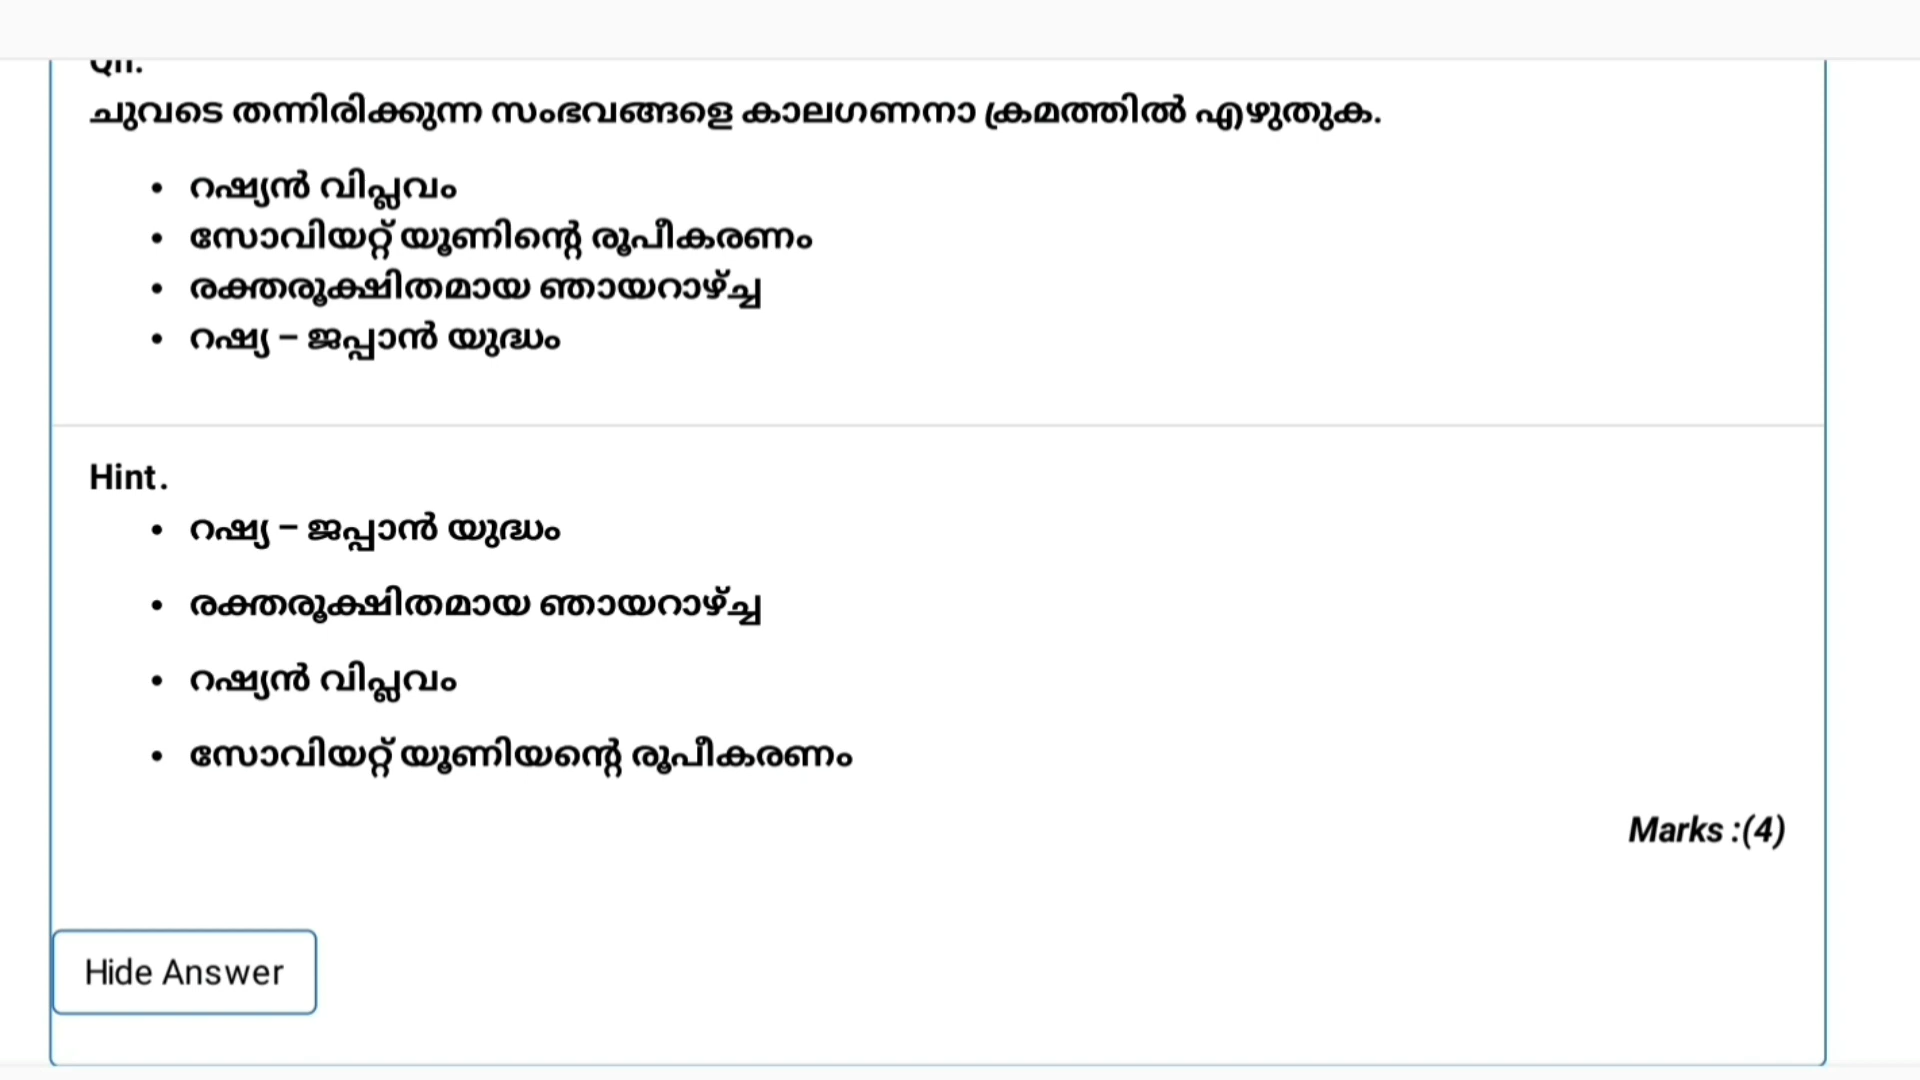 ചുവടെ തന്നിരിക്കുന്ന സംഭവങ്ങളെ കാലഗണനാ ക്രമത്തിൽ എഴുതുക.
• റഷ്യൻ വിപ്ലവം
• സോവിയറ്റ് യൂണിന്റെ രൂപീകരണം
• രക്തരൂക്ഷിതമായ ഞായറാഴ്ച്ച
• റഷ്യ – ജപ്പാൻ യുദ്ധം
Hint.
• റഷ്യ – ജപ്പാൻ യുദ്ധം
• രക്തരൂക്ഷിതമായ ഞായറാഴ്ച്ച
• റഷ്യൻ വിപ്ലവം
• സോവിയറ്റ് യൂണിയന്റെ രൂപീകരണം
Marks :(4)
Hide Answer